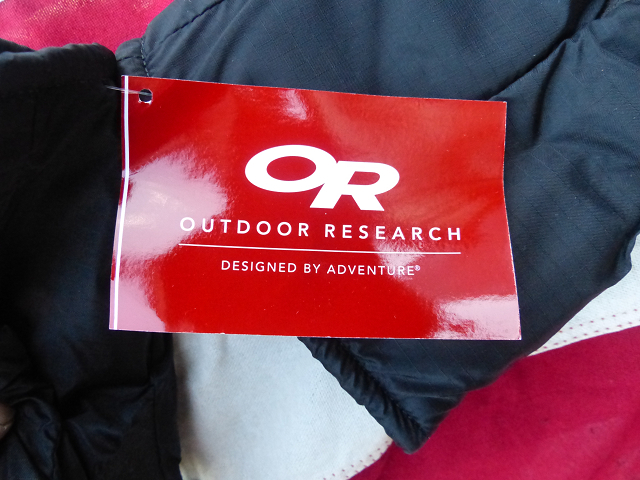 OR
OUTDOOR RESEARCH
DESIGNED BY ADVENTURE®